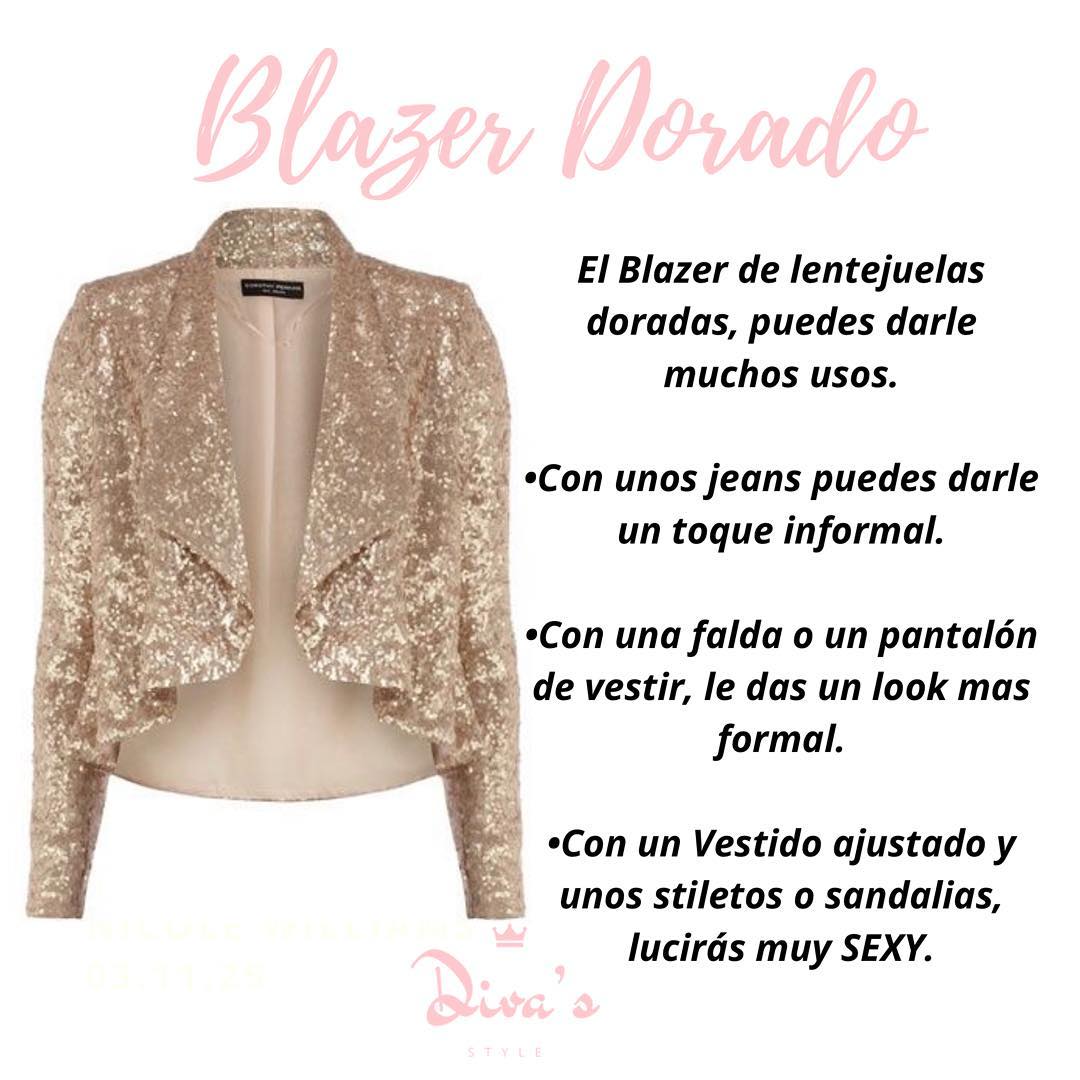 Blazer Dorado
El Blazer de lentejuelas
doradas, puedes darle
muchos usos.
•Con unos jeans puedes darle
un toque informal.
•Con una falda o un pantalón
de vestir, le das un look mas
formal.
•Con un Vestido ajustado y
unos stiletos o sandalias,
lucirás muy SEXY.
DOROTHY PERKINS
NICOLE WILLIAMS
03.11.25
Diva's
STYLE